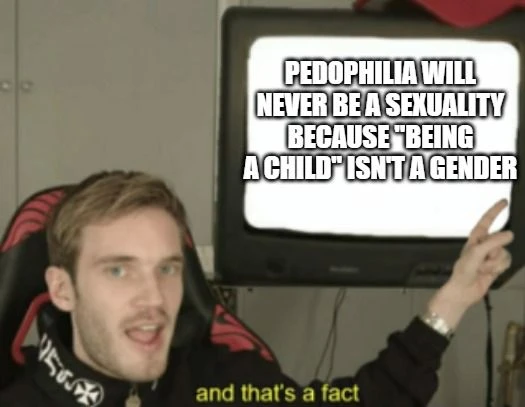 PEDOPHILIA WILL
NEVER BE A SEXUALITY
BECAUSE "BEING
A CHILD" ISN'T A GENDER
and that's a fact